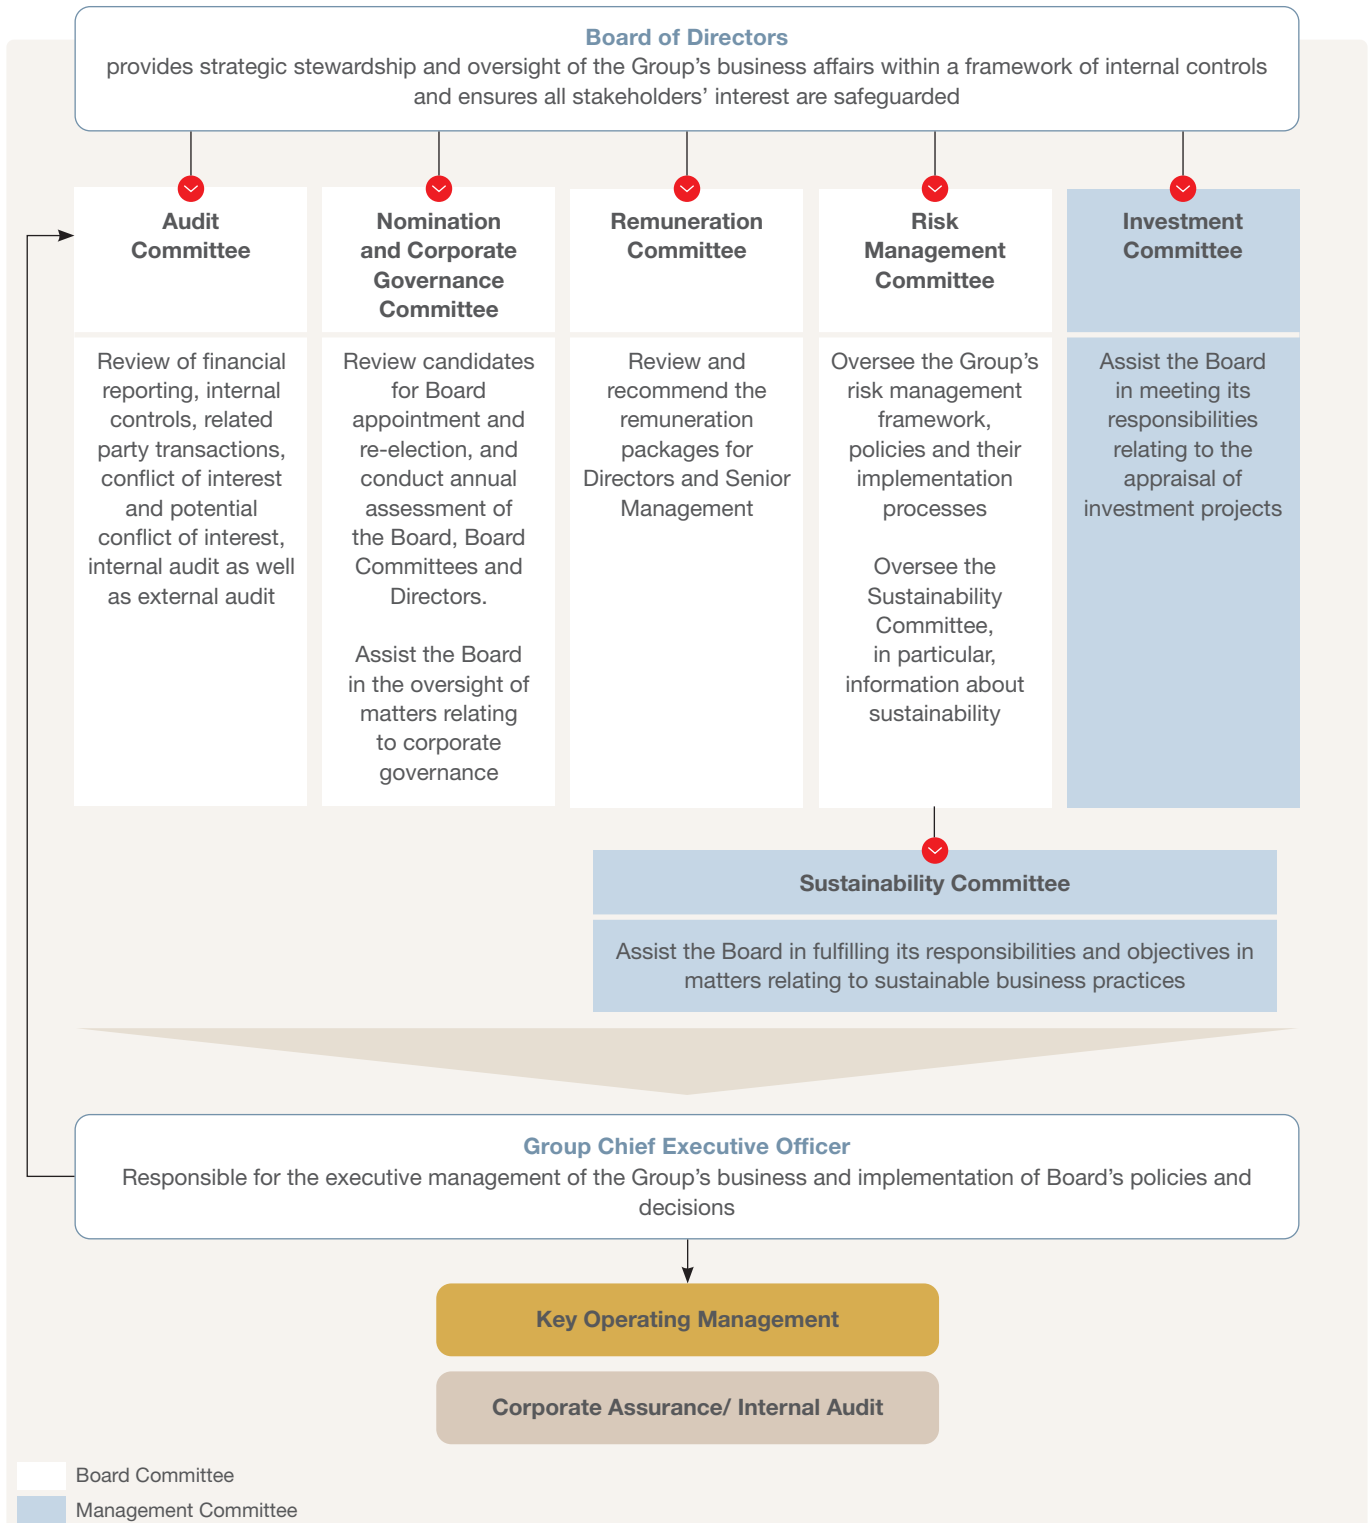 Board of Directors
provides strategic stewardship and oversight of the Group’s business affairs within a framework of internal controls
and ensures all stakeholders’ interest are safeguarded
Audit
Committee
Review of financial
reporting, internal
controls, related
party transactions,
conflict of interest
and potential
conflict of interest,
internal audit as well
as external audit
Nomination
and Corporate
Governance
Committee
Review candidates
for Board
appointment and
re-election, and
conduct annual
assessment of
the Board, Board
Committees and
Directors.
Assist the Board
in the oversight of
matters relating
to corporate
governance
Remuneration
Committee
Review and
recommend the
remuneration
packages for
Directors and Senior
Management
Risk
Management
Committee
Oversee the Group’s
risk management
framework,
policies and their
implementation
processes
Oversee the
Sustainability
Committee,
in particular,
information about
sustainability
Investment
Committee
Assist the Board
in meeting its
responsibilities
relating to the
appraisal of
investment projects
Sustainability Committee
Assist the Board in fulfilling its responsibilities and objectives in
matters relating to sustainable business practices
Group Chief Executive Officer
Responsible for the executive management of the Group’s business and implementation of Board’s policies and
decisions
Key Operating Management
Corporate Assurance/ Internal Audit
Board Committee
Management Committee